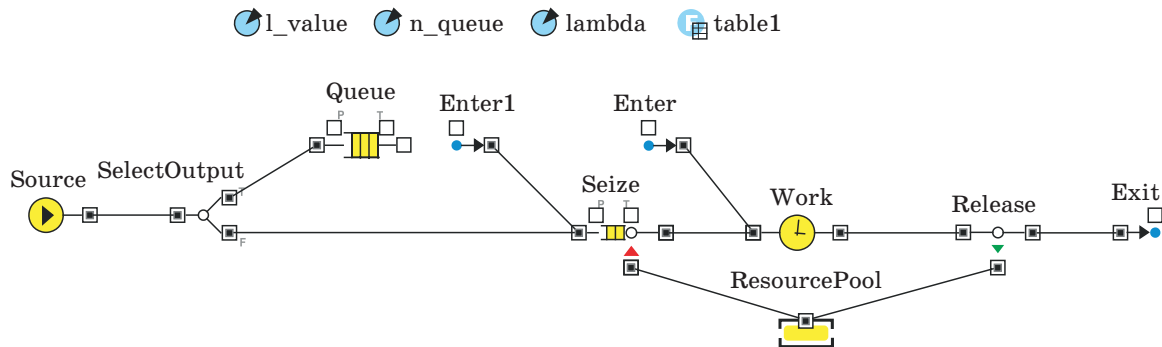 l_value n_queue lambda F table1
Queue
P T
Enter1
Enter
SelectOutput
T
Source
F
Seize
P T
Work
Release
Exit
ResourcePool